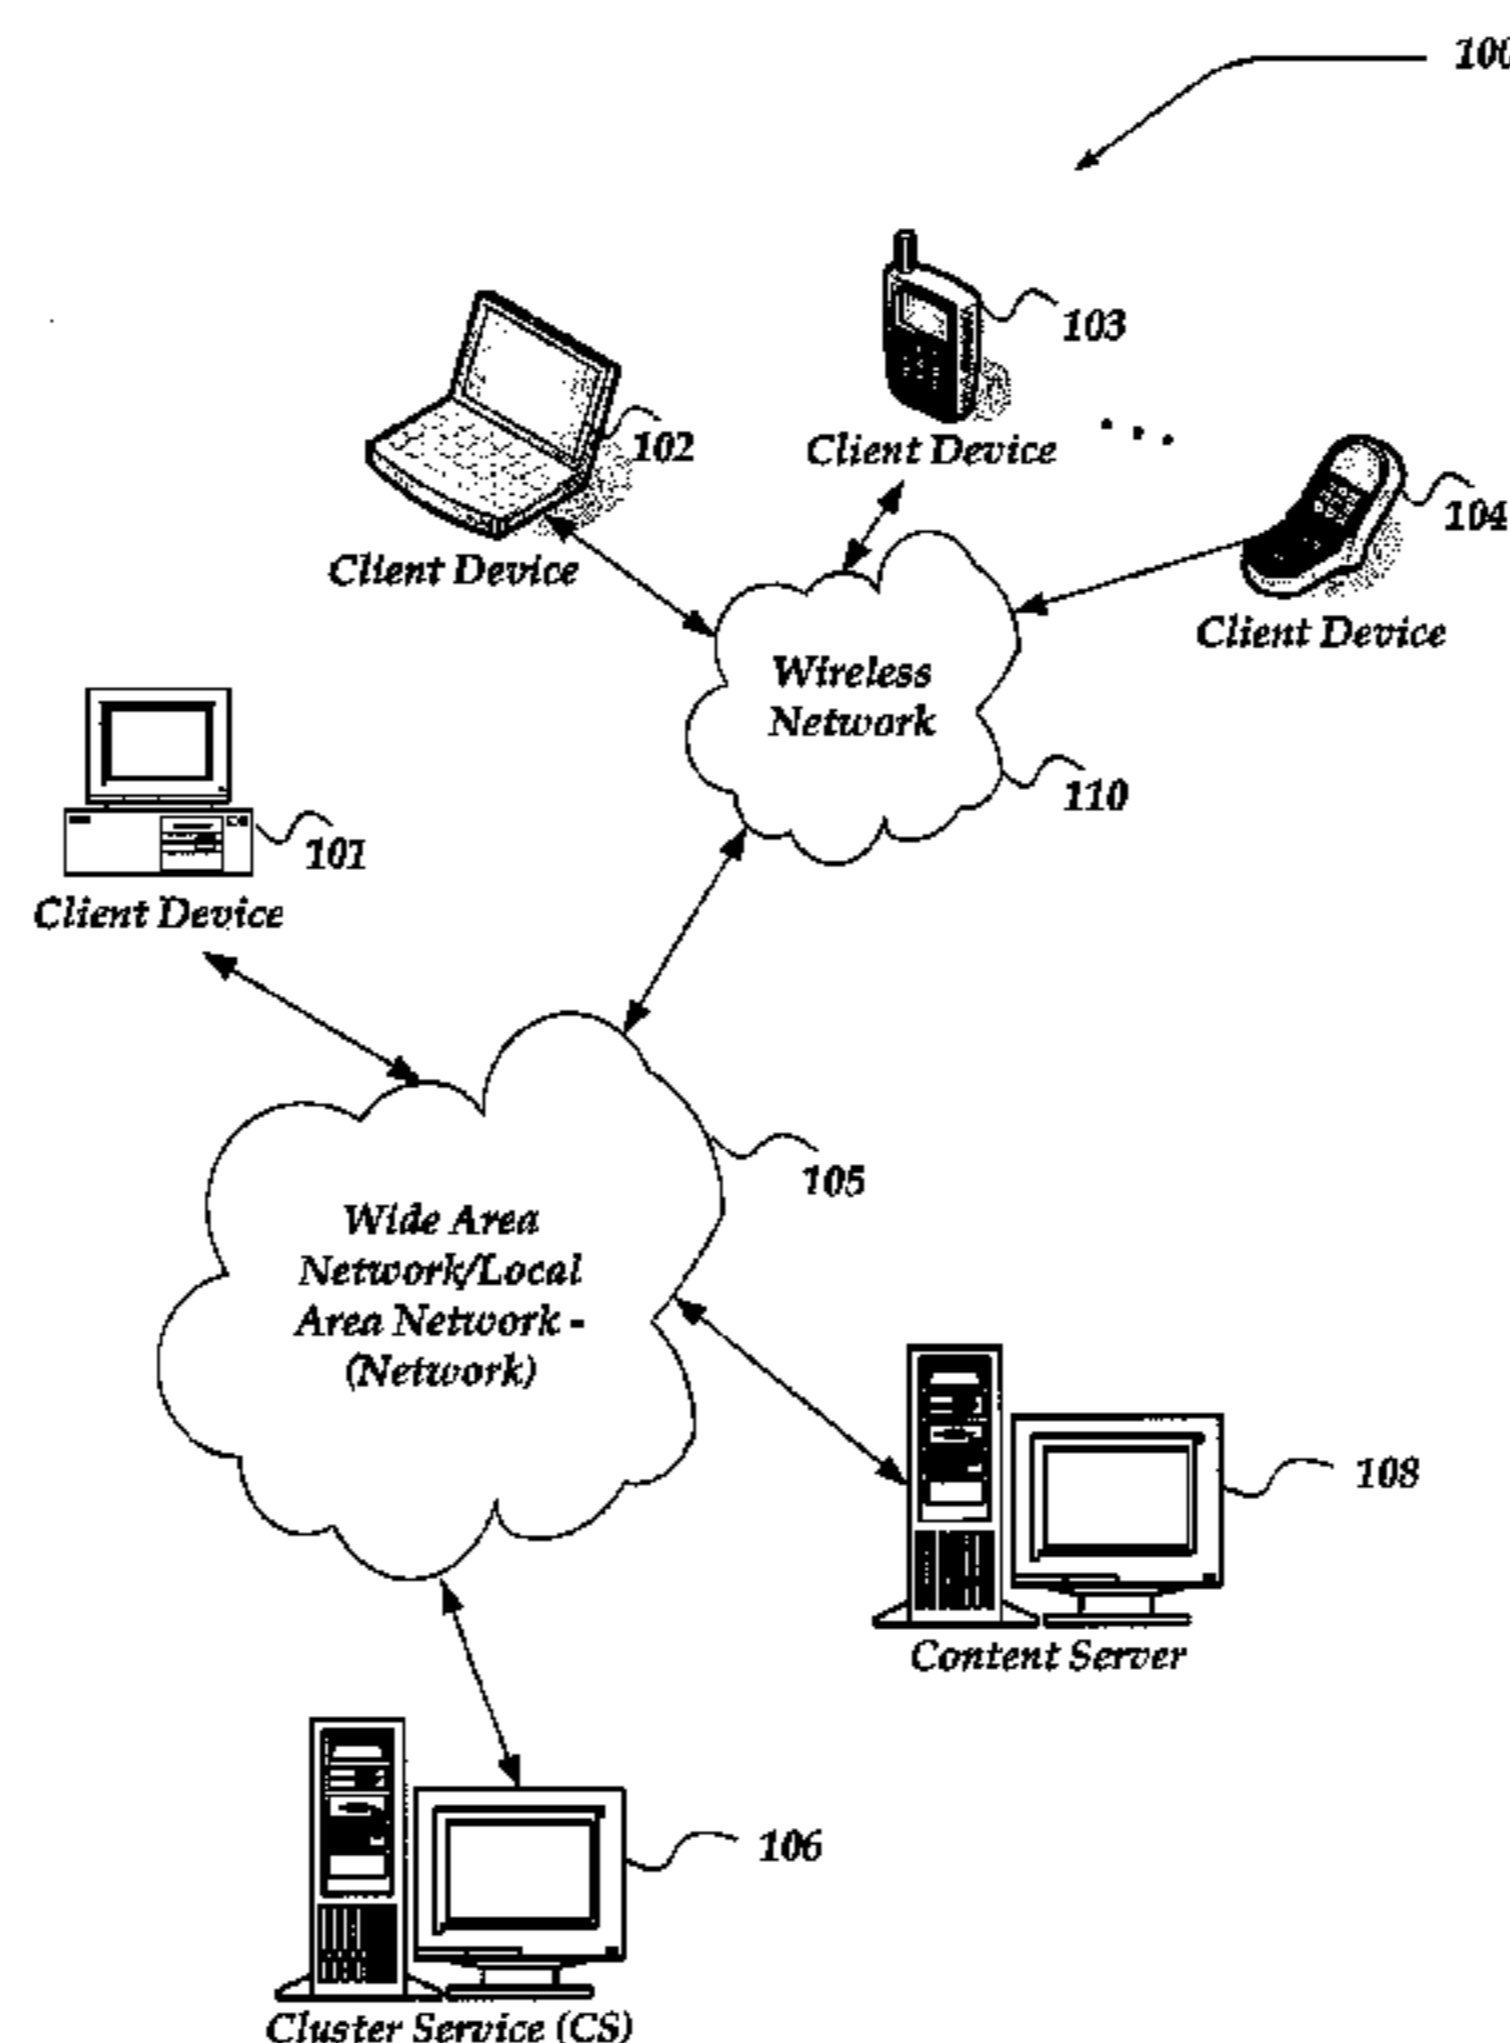 100
103
102
Client Device
104
Client Device
Client Device
Wireless
Network
110
101
Client Device
105
Wide Area
Network/Local
Area Network -
(Network)
108
Content Server
106
Cluster Service (CS)